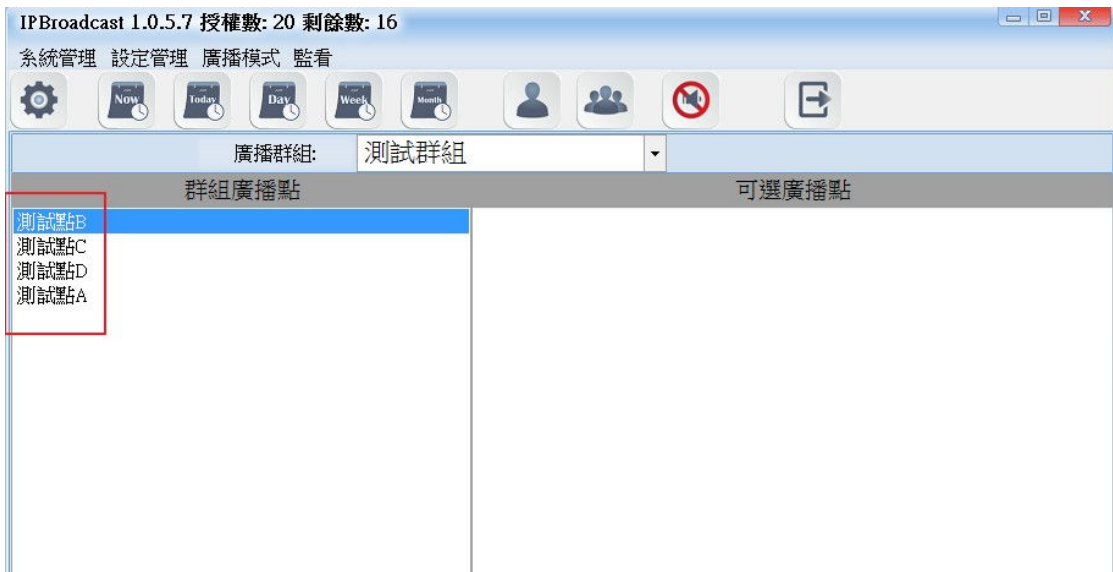 IPBroadcast 1.0.5.7 授權數: 20 剩餘數: 16
系統管理 設定管理 廣播模式 監看
Now Today Day Week Month
廣播群組: 測試群組
群組廣播點 可選廣播點
測試點B
測試點C
測試點D
測試點A